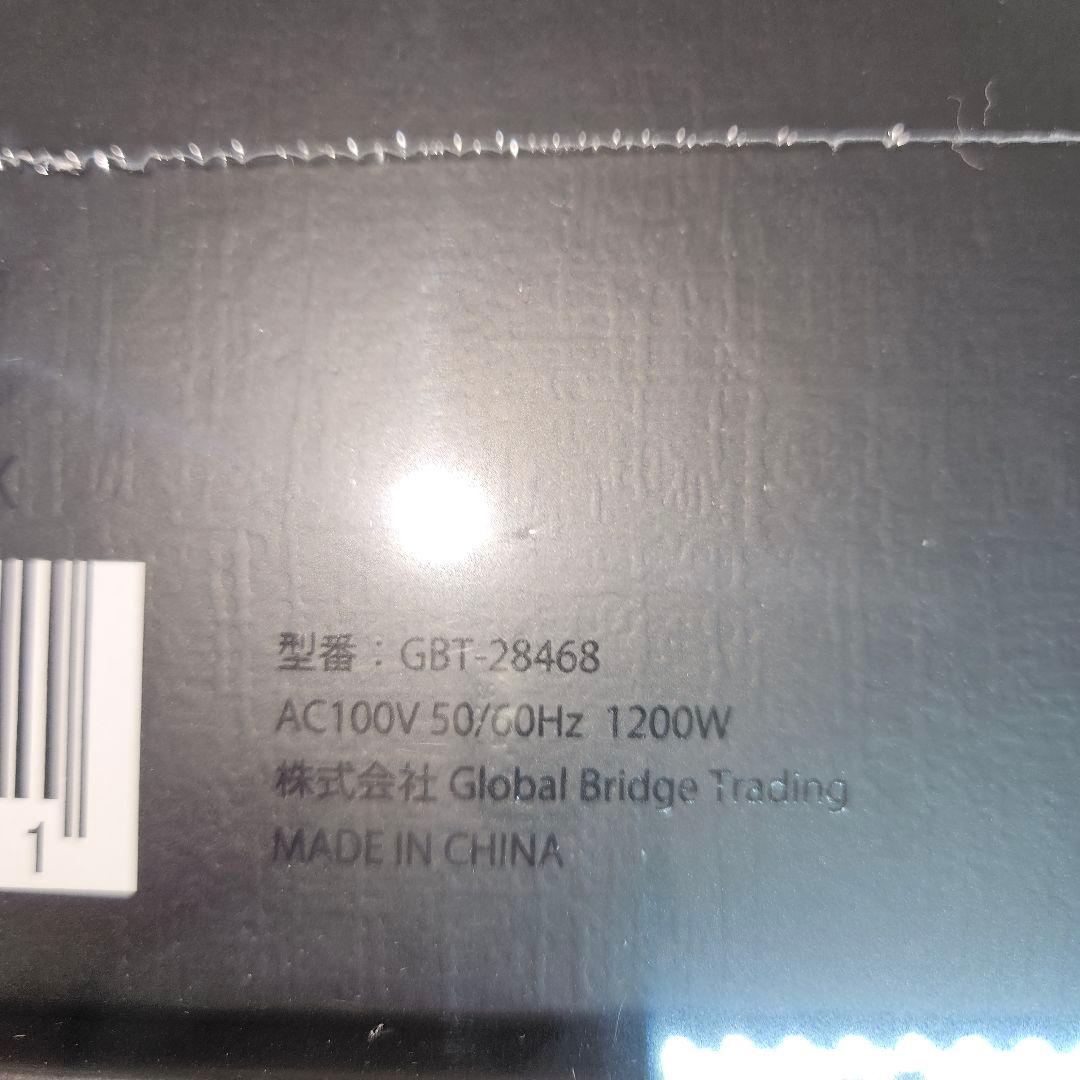 型番：GBT-28468
AC100V 50/60Hz 1200W
株式会社 Global Bridge Trading
MADE IN CHINA
1